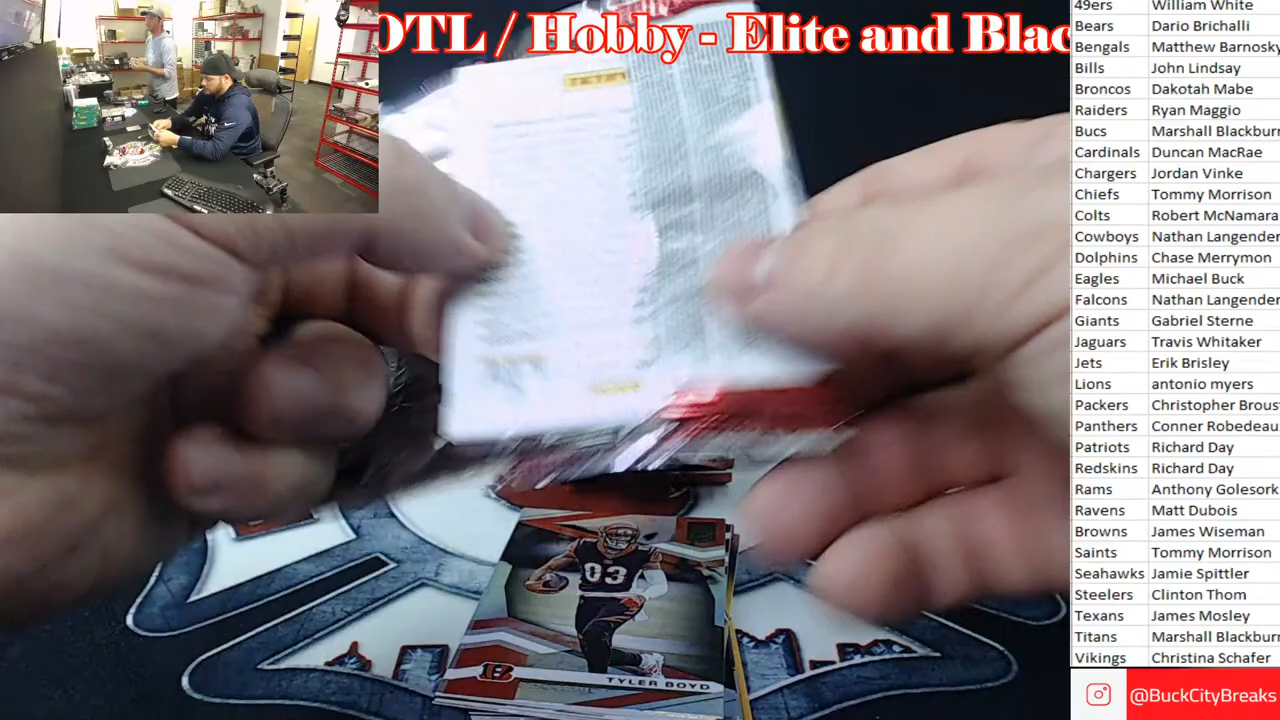 OTL / Hobby - Elite and Blac
49ers William White
Bears Dario Brichalli
Bengals Matthew Barnosky
Bills John Lindsay
Broncos Dakotah Mabe
Raiders Ryan Maggio
Bucs Marshall Blackburn
Cardinals Duncan MacRae
Chargers Jordan Vinke
Chiefs Tommy Morrison
Colts Robert McNamara
Cowboys Nathan Langender
Dolphins Chase Merrymon
Eagles Michael Buck
Falcons Nathan Langender
Giants Gabriel Sterne
Jaguars Travis Whitaker
Jets Erik Brisley
Lions antonio myers
Packers Christopher Brous
Panthers Conner Robedeau
Patriots Richard Day
Redskins Richard Day
Rams Anthony Golesork
Ravens Matt Dubois
Browns James Wiseman
Saints Tommy Morrison
Seahawks Jamie Spittler
Steelers Clinton Thom
Texans James Mosley
Titans Marshall Blackburn
Vikings Christina Schafer
@BuckCityBreaks
83
TYLER BOYD